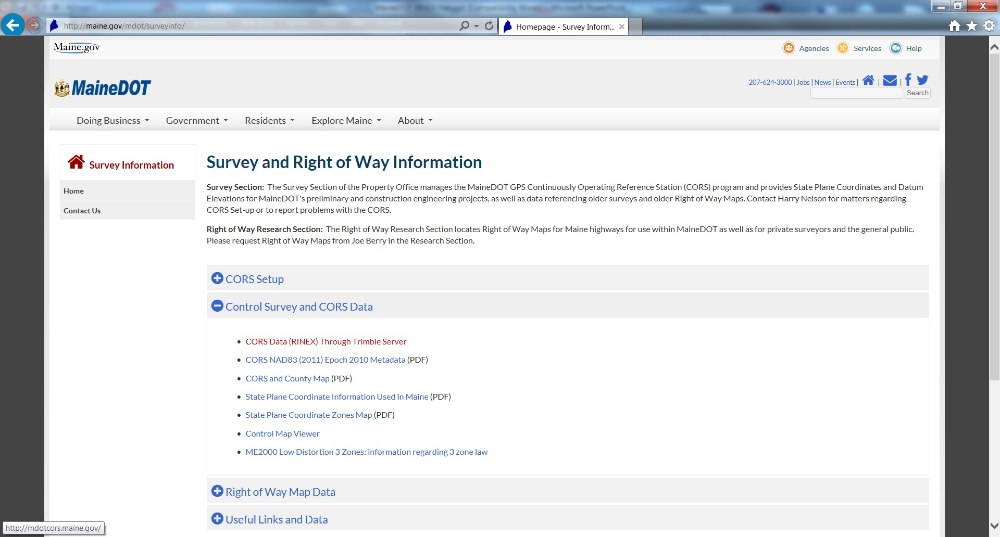 http://maine.gov/mdot/surveyinfo/
Homepage - Survey Inform...
Maine.gov
Agencies
Services
Help
MaineDOT
207-624-3000 | Jobs | News | Events |
Search
Doing Business
Government
Residents
Explore Maine
About
Survey Information
Home
Contact Us
Survey and Right of Way Information
Survey Section: The Survey Section of the Property Office manages the MaineDOT GPS Continuously Operating Reference Station (CORS) program and provides State Plane Coordinates and Datum
Elevations for MaineDOT's preliminary and construction engineering projects, as well as data referencing older surveys and older Right of Way Maps. Contact Harry Nelson for matters regarding
CORS Set-up or to report problems with the CORS.
Right of Way Research Section: The Right of Way Research Section locates Right of Way Maps for Maine highways for use within MaineDOT as well as for private surveyors and the general public.
Please request Right of Way Maps from Joe Berry in the Research Section.
CORS Setup
Control Survey and CORS Data
• CORS Data (RINEX) Through Trimble Server
• CORS NAD83 (2011) Epoch 2010 Metadata (PDF)
• CORS and County Map (PDF)
• State Plane Coordinate Information Used in Maine (PDF)
• State Plane Coordinate Zones Map (PDF)
• Control Map Viewer
• ME2000 Low Distortion 3 Zones: information regarding 3 zone law
Right of Way Map Data
Useful Links and Data
http://mdotcors.maine.gov/